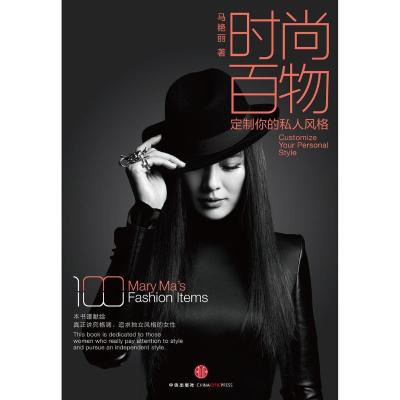 马艳丽 著
时尚
百物
定制你的私人风格
Customize
Your Personal
Style
100
Mary Ma's
Fashion Items
本书谨献给
真正讲究格调，追求独立风格的女性
This book is dedicated to those
women who really pay attention to style
and pursue an independent style.
中信出版社 CHINA CITIC PRESS